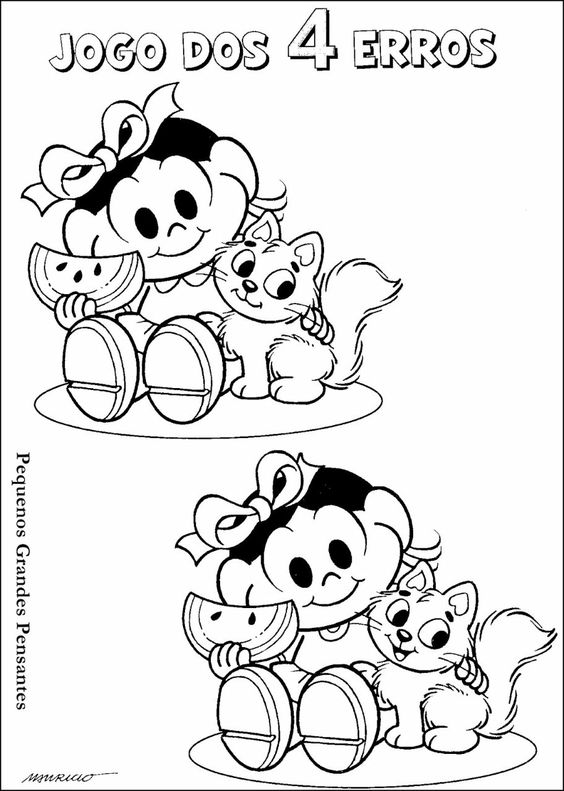 JOGO DOS 4 ERROS
Pequenos Grandes Pensantes
MAURICIO